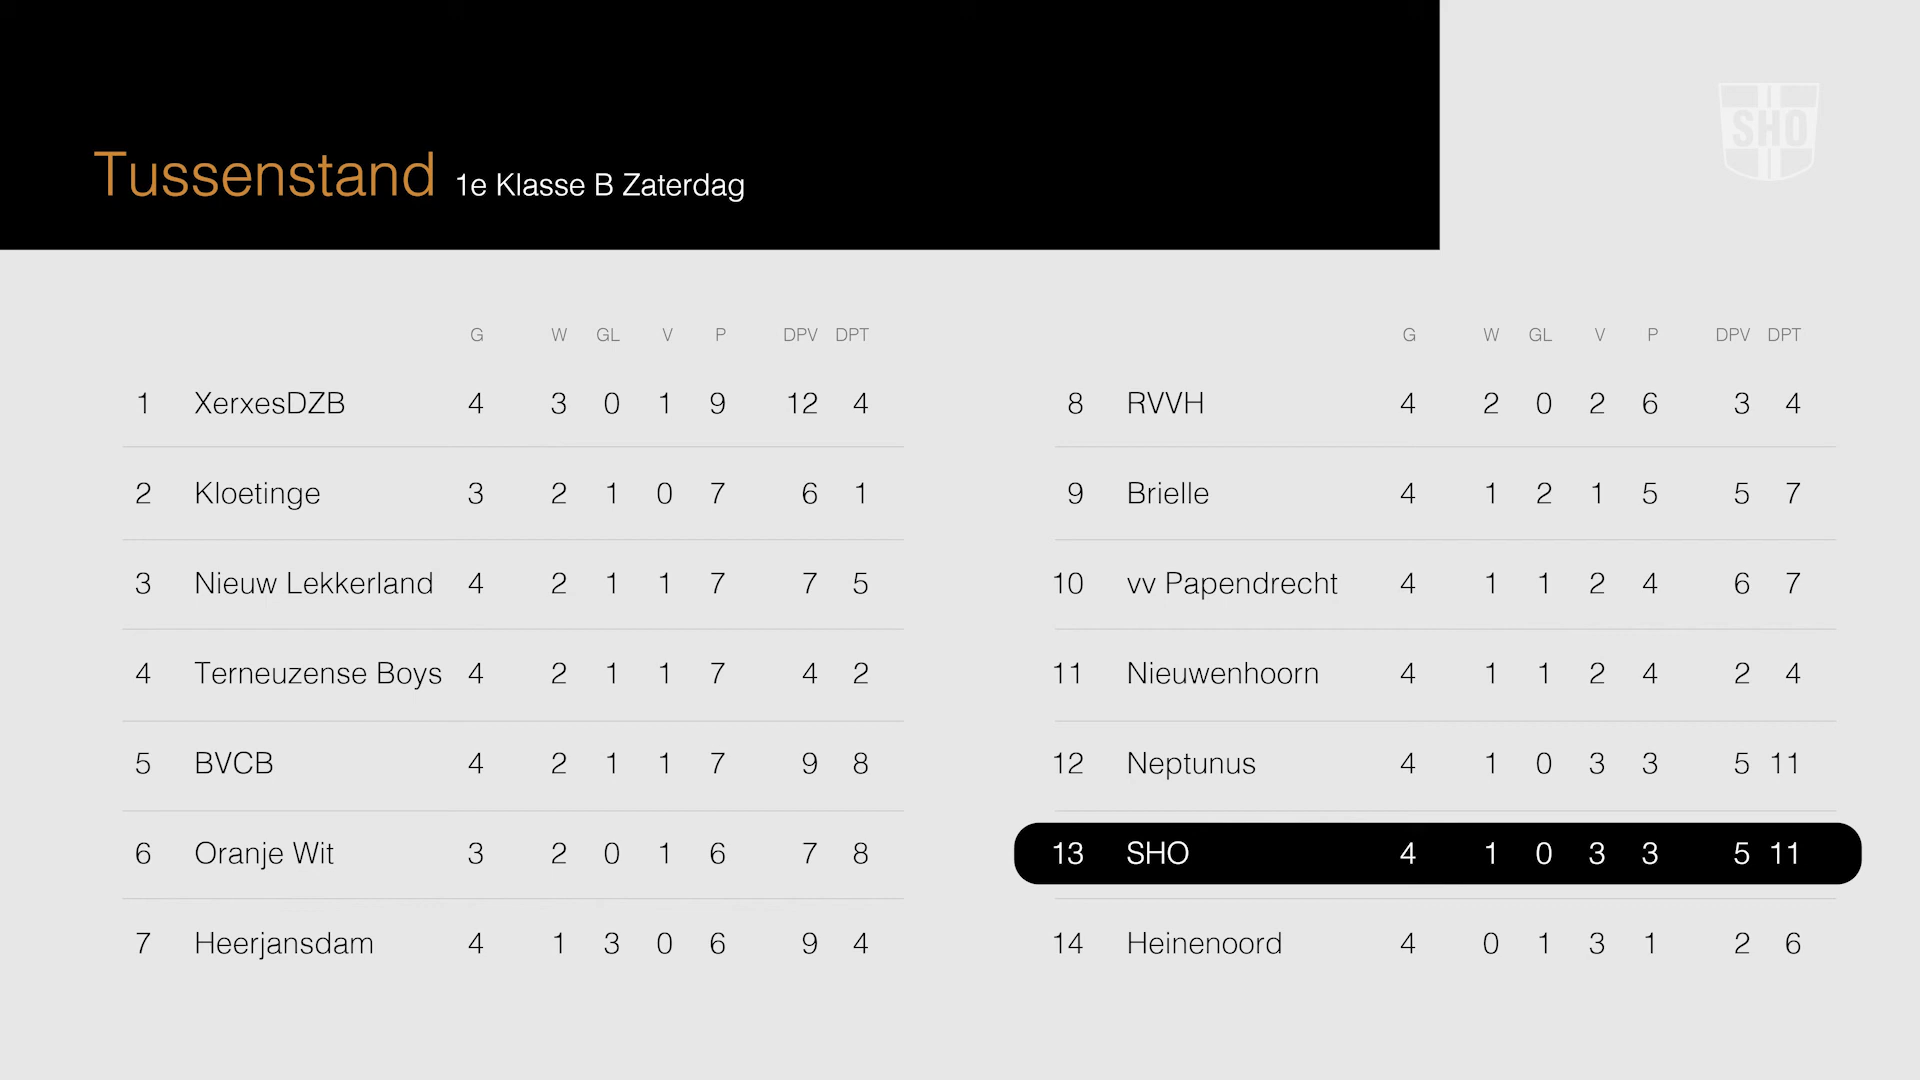 SHO
Tussenstand 1e Klasse B Zaterdag
G W GL V P DPV DPT
1 XerxesDZB 4 3 0 1 9 12 4
2 Kloetinge 3 2 1 0 7 6 1
3 Nieuw Lekkerland 4 2 1 1 7 7 5
4 Terneuzense Boys 4 2 1 1 7 4 2
5 BVCB 4 2 1 1 7 9 8
6 Oranje Wit 3 2 0 1 6 7 8
7 Heerjansdam 4 1 3 0 6 9 4
G W GL V P DPV DPT
8 RVVH 4 2 0 2 6 3 4
9 Brielle 4 1 2 1 5 5 7
10 vv Papendrecht 4 1 1 2 4 6 7
11 Nieuwenhoorn 4 1 1 2 4 2 4
12 Neptunus 4 1 0 3 3 5 11
13 SHO 4 1 0 3 3 5 11
14 Heinenoord 4 0 1 3 1 2 6